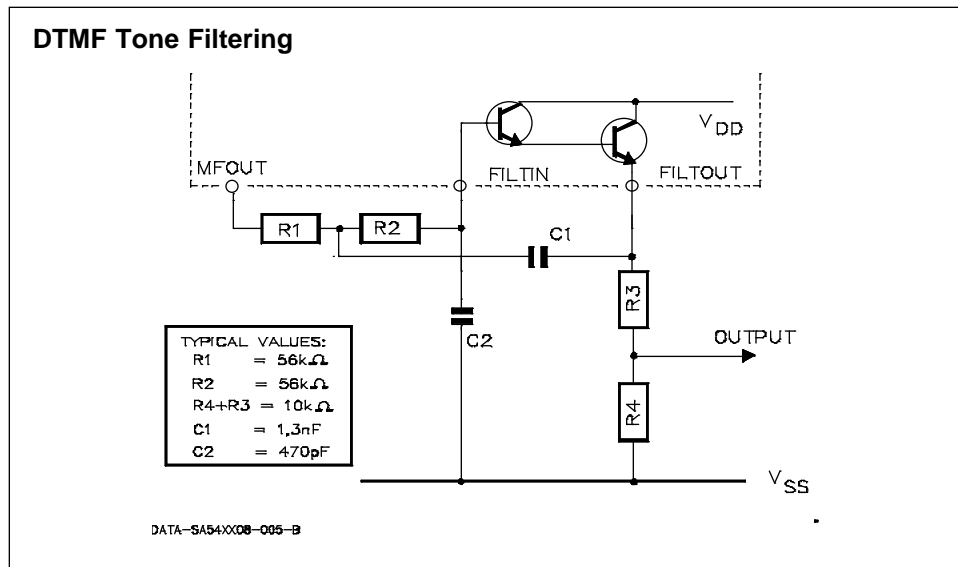 DTMF Tone Filtering
V DD
MFOUT
FILTIN
FILTOUT
R1
R2
C1
R3
C2
OUTPUT
R4
TYPICAL VALUES:
R1 = 56kΩ
R2 = 56kΩ
R4+R3 = 10kΩ
C1 = 1,3nF
C2 = 470pF
V SS
DATA-SA54XX08-005-B